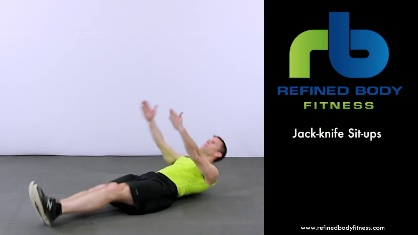 rb
REFINED BODY
FITNESS
Jack-knife Sit-ups
www.refinedbodyfitness.com